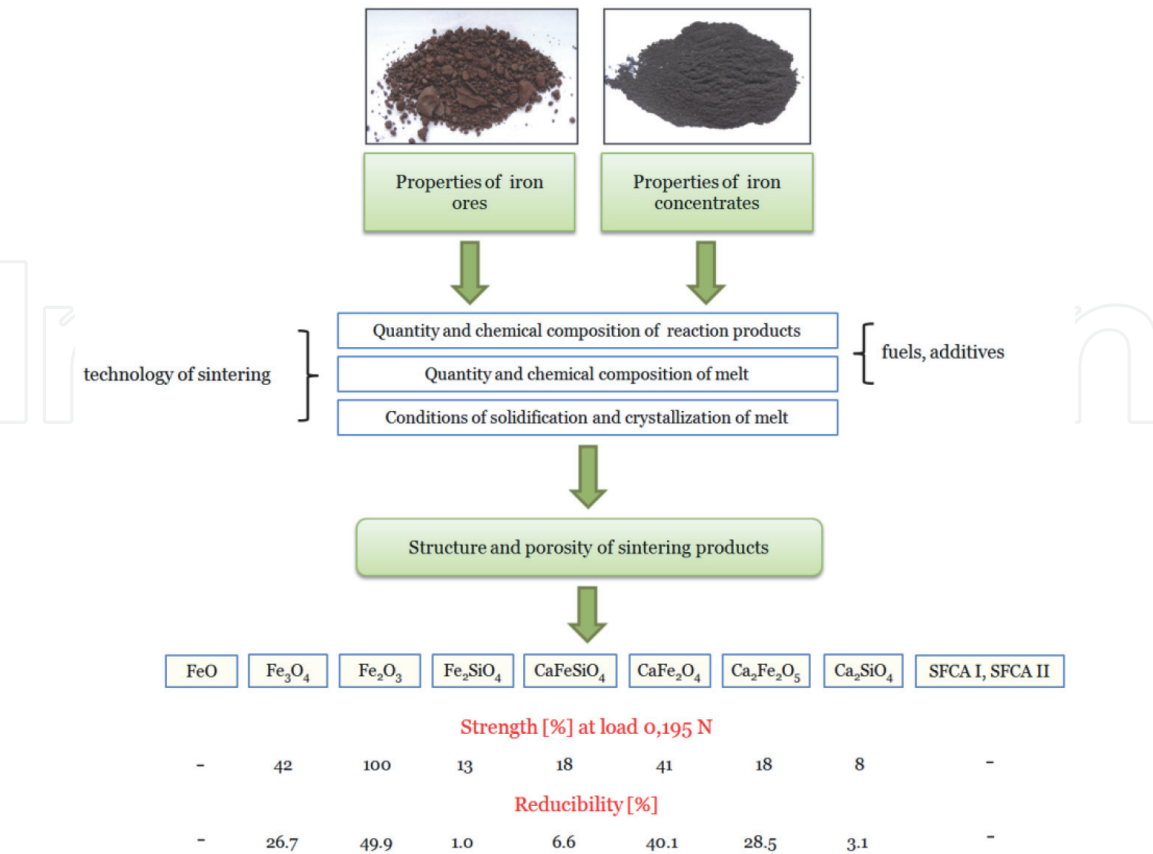 Properties of iron
ores
Properties of iron
concentrates
Quantity and chemical composition of reaction products
Quantity and chemical composition of melt
Conditions of solidification and crystallization of melt
technology of sintering
fuels, additives
Structure and porosity of sintering products
FeO Fe₃O₄ Fe₂O₃ Fe₂SiO₄ CaFeSiO₄ CaFe₂O₄ Ca₂Fe₂O₅ Ca₂SiO₄ SFCA I, SFCA II
Strength [%] at load 0,195 N
- 42 100 13 18 41 18 8 -
Reducibility [%]
- 26.7 49.9 1.0 6.6 40.1 28.5 3.1 -